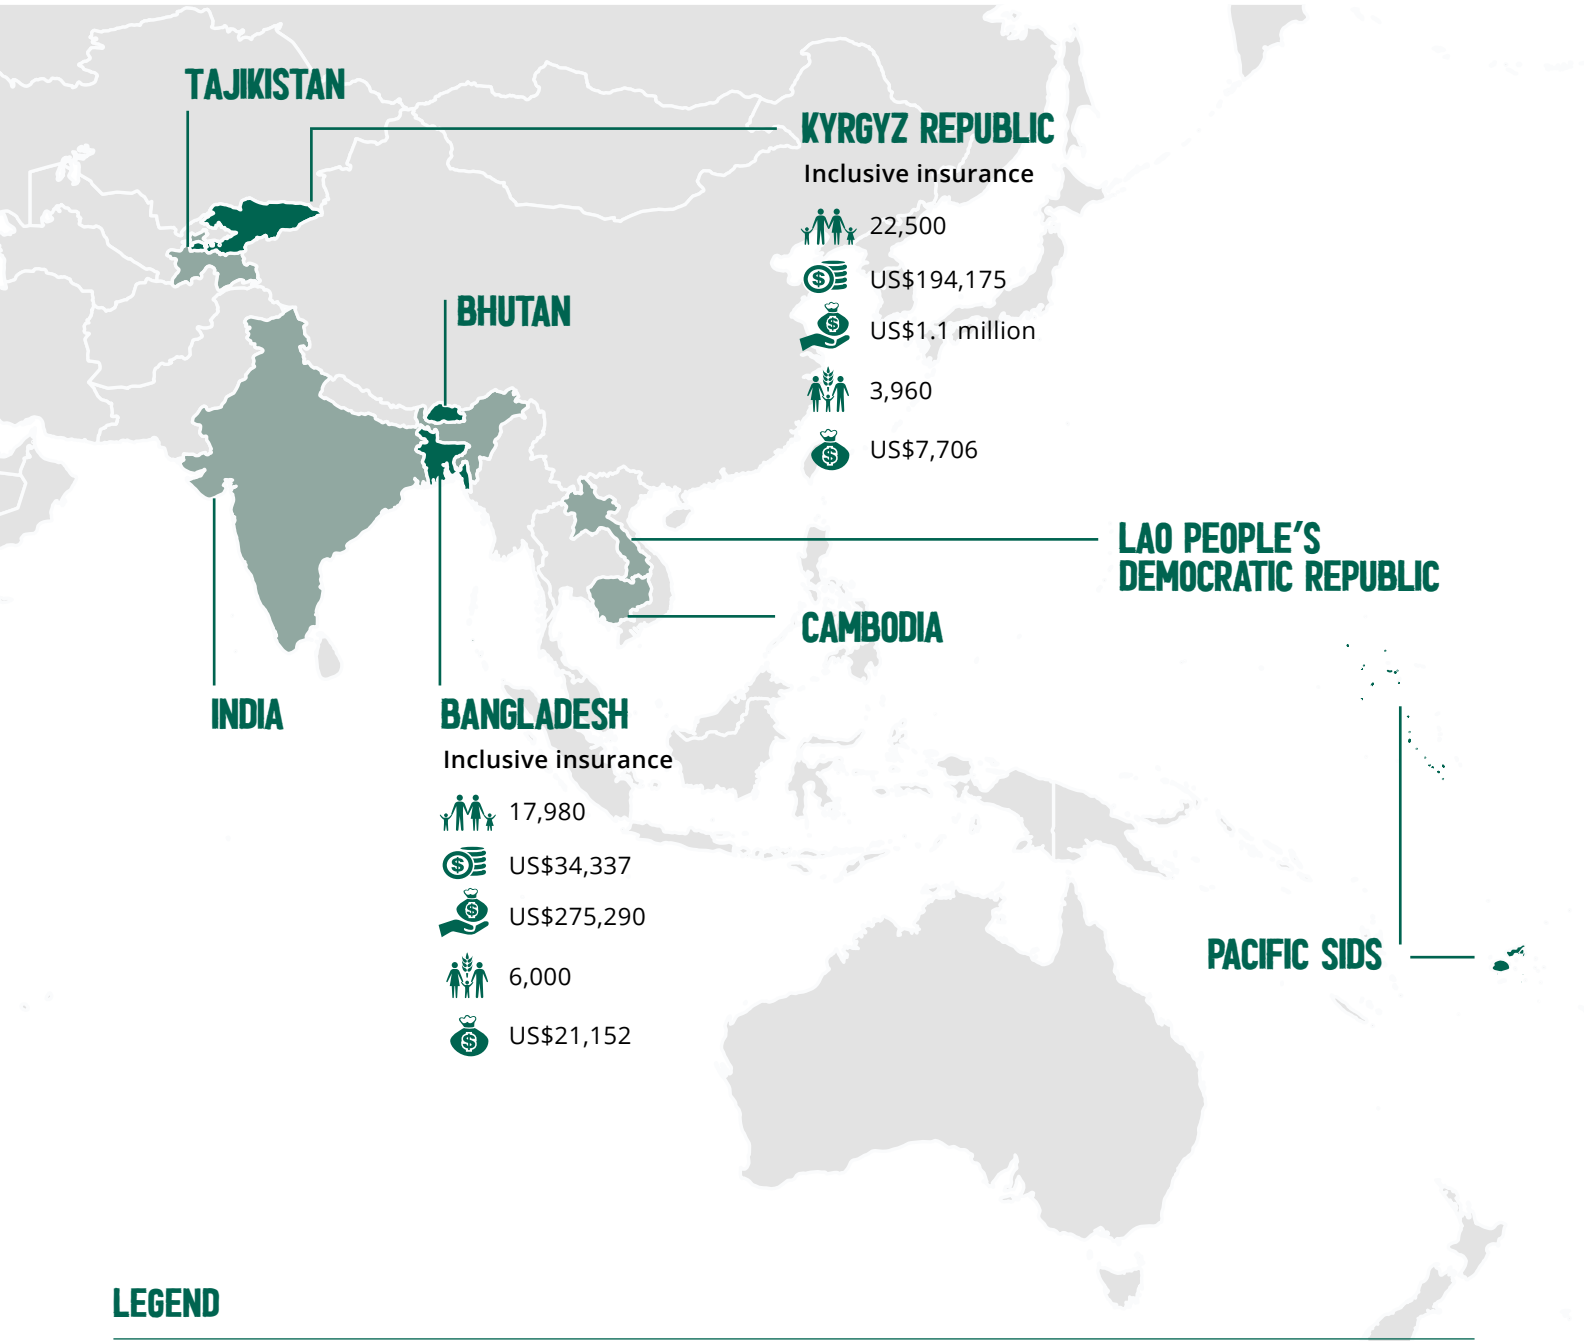 TAJIKISTAN
KYRGYZ REPUBLIC
Inclusive insurance
22,500
US$194,175
US$1.1 million
3,960
US$7,706
BHUTAN
LAO PEOPLE'S
DEMOCRATIC REPUBLIC
CAMBODIA
INDIA
BANGLADESH
Inclusive insurance
17,980
US$34,337
US$275,290
6,000
US$21,152
PACIFIC SIDS
LEGEND